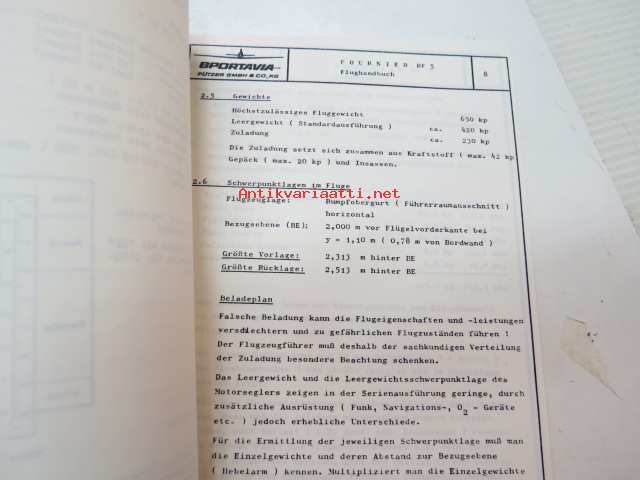 SPORTAVIA
PÜTZER GMBH & CO, KG
FOURNIER RF 5
Flughandbuch
8
2.5 Gewichte
Höchstzulässiges Fluggewicht 650 kp
Leergewicht ( Standardausführung ) ca. 420 kp
Zuladung ca. 230 kp
Die Zuladung setzt sich zusammen aus Kraftstoff ( max. 42 kp
Gepäck ( max. 20 kp ) und Insassen.
2.6 Schwerpunktlagen im Fluge
Antikvariaatti.net
Flugzeuglage: Rumpfobergurt ( Führerraumausschnitt )
horizontal
Bezugsebene (BE); 2,000 m vor Flügelvorderkante bei
y = 1,10 m ( 0,78 m von Bordwand )
Größte Vorlage: 2,313 m hinter BE
Größte Rücklage: 2,513 m hinter BE
Beladeplan
Falsche Beladung kann die Flugeigenschaften und -leistungen
verschlechtern und zu gefährlichen Flugzuständen führen !
Der Flugzeugführer muß deshalb der sachkundigen Verteilung
der Zuladung besondere Beachtung schenken.
Das Leergewicht und die Leergewichtsschwerpunktlage des
Motorseglers zeigen in der Serienausführung geringe, durch
zusätzliche Ausrüstung ( Funk, Navigations-, O2 - Geräte
etc. ) jedoch erhebliche Unterschiede.
Für die Ermittlung der jeweiligen Schwerpunktlage muß man
die Einzelgewichte und deren Abstand zur Bezugsebene
( Hebelarm ) kennen. Multipliziert man die Einzelgewichte